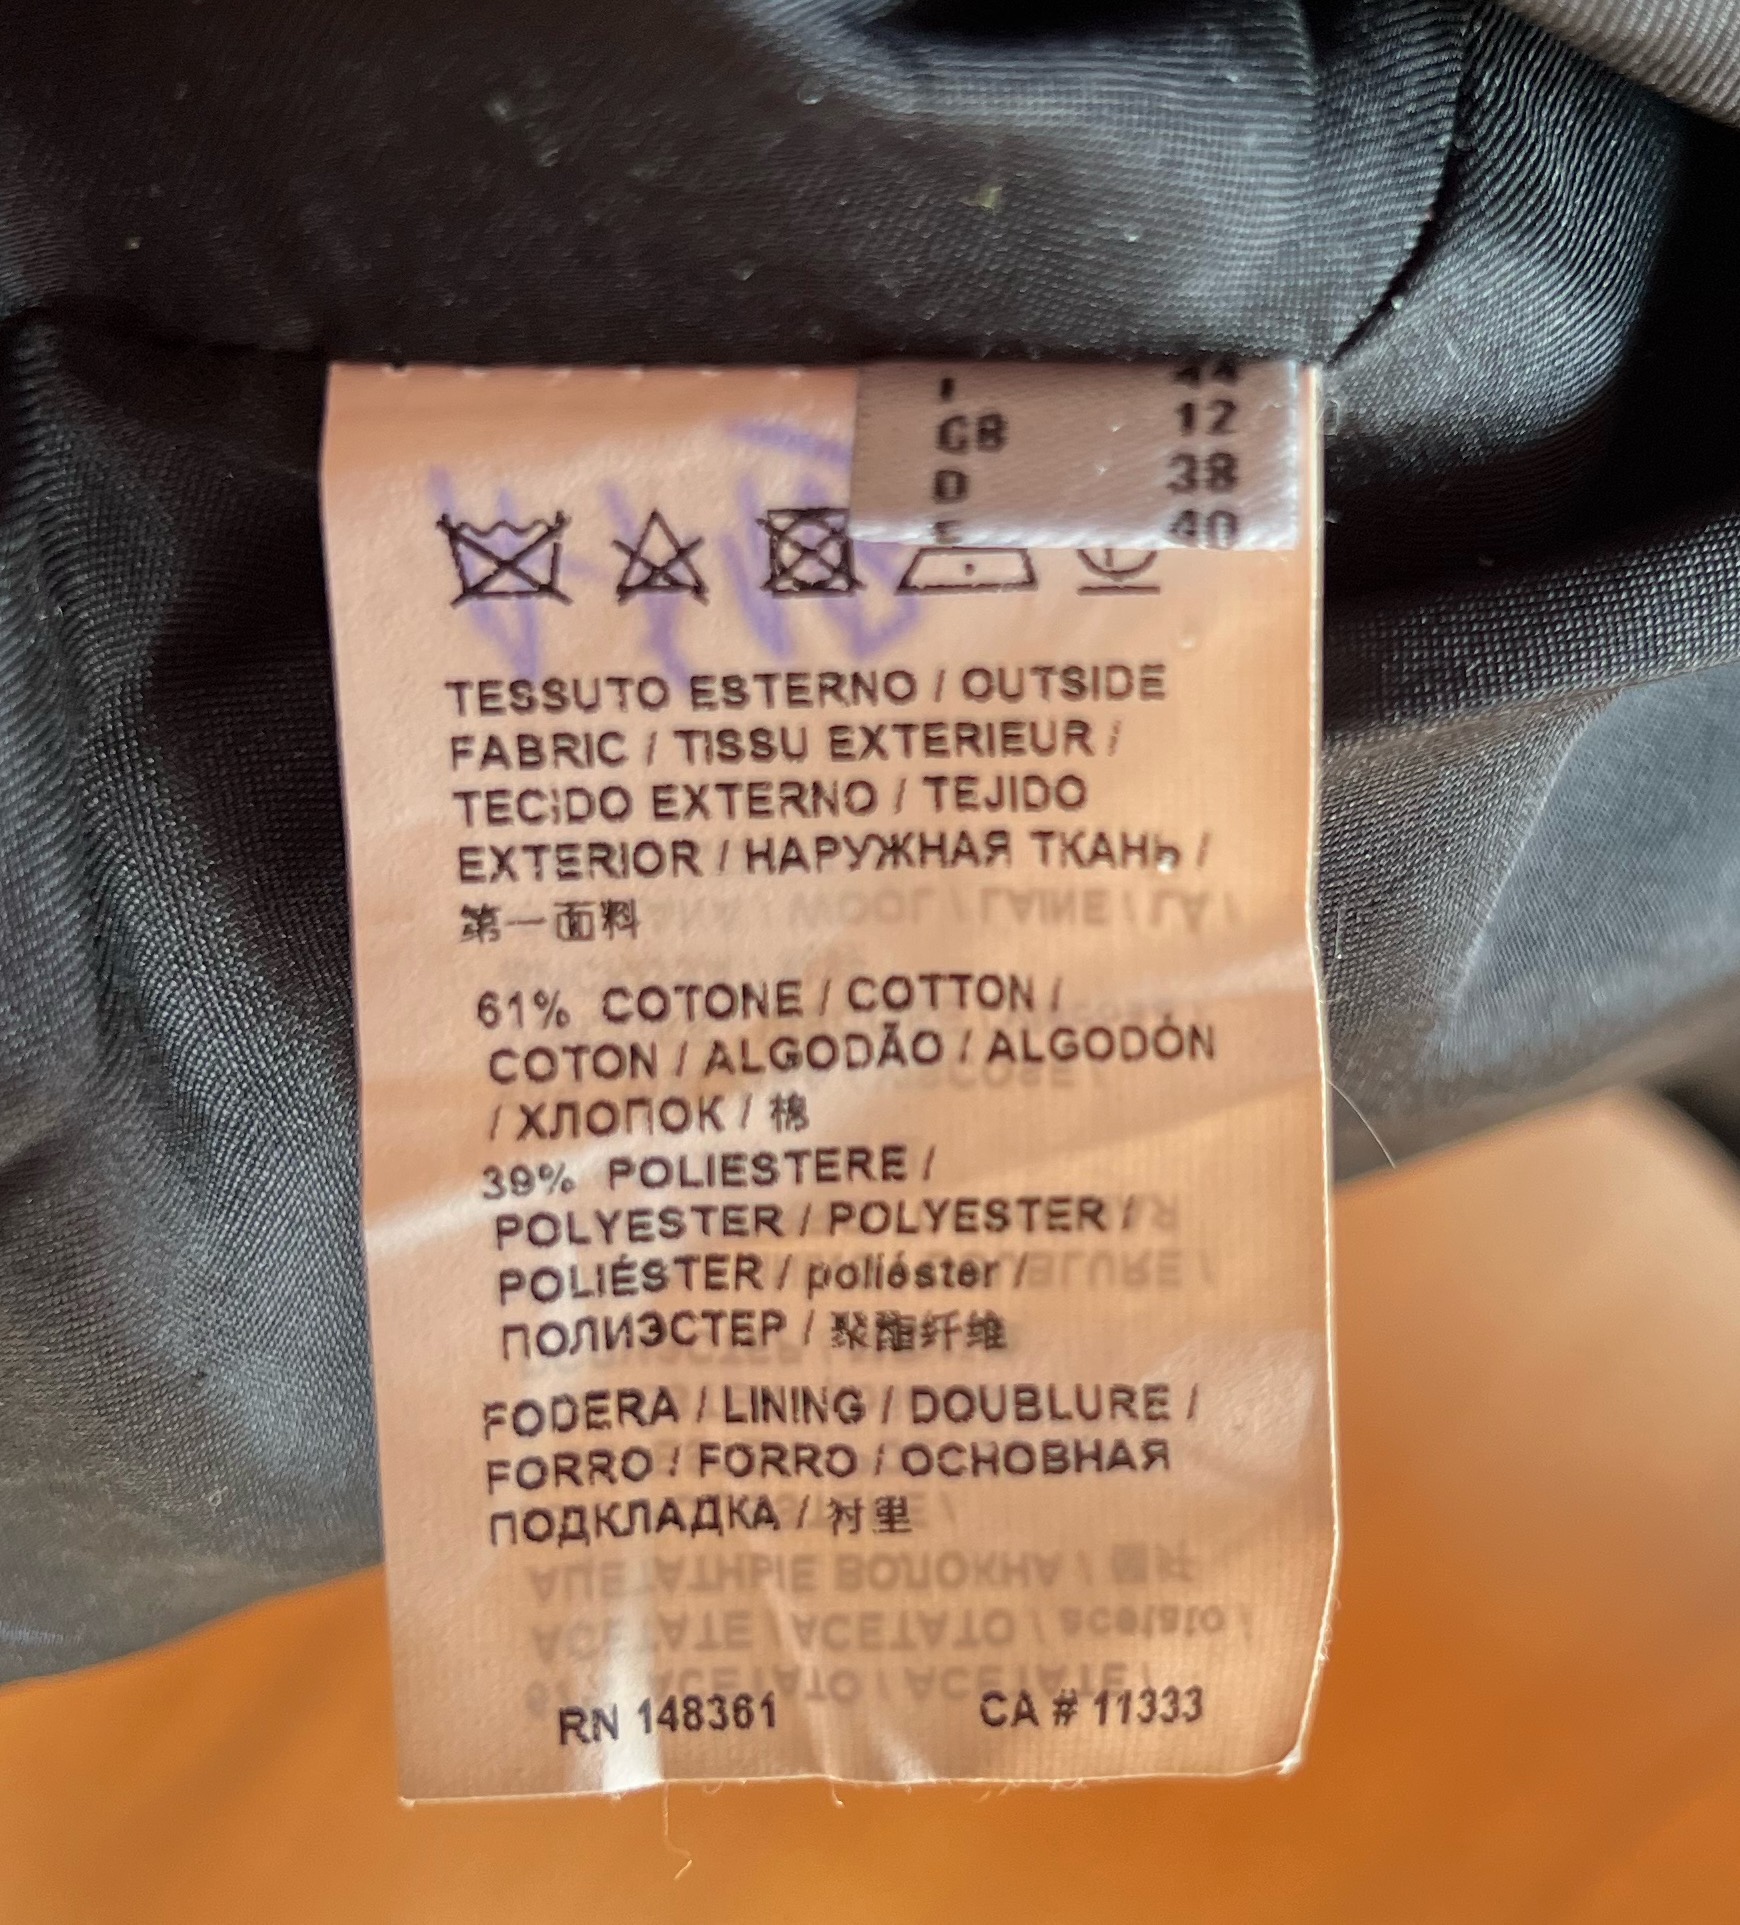 44
GB 12
D 38
40
TESSUTO ESTERNO / OUTSIDE
FABRIC / TISSU EXTERIEUR /
TECIDO EXTERNO / TEJIDO
EXTERIOR / НАРУЖНАЯ ТКАНЬ /
第一面料
61% COTONE / COTTON /
COTON / ALGODÃO / ALGODÓN
/ ХЛОПОК / 棉
39% POLIESTERE /
POLYESTER / POLYESTER /
POLIÉSTER / poliéster /
ПОЛИЭСТЕР / 聚酯纤维
FODERA / LINING / DOUBLURE /
FORRO / FORRO / ОСНОВНАЯ
ПОДКЛАДКА / 衬里
RN 148361 CA # 11333